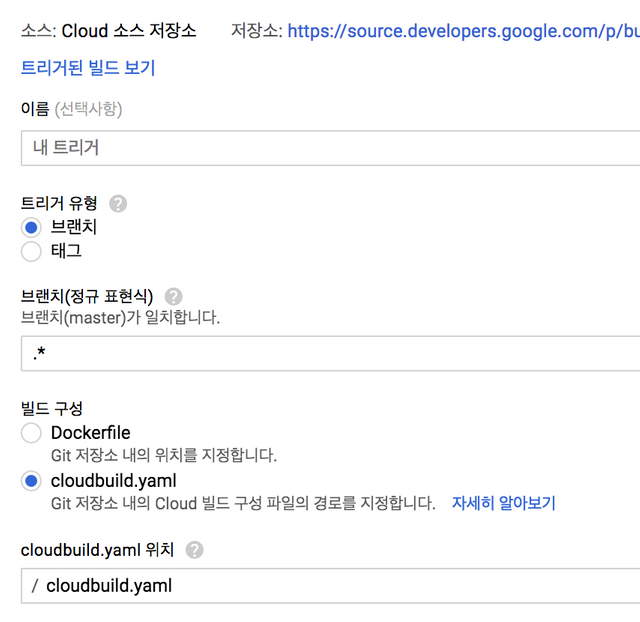 소스: Cloud 소스 저장소 저장소: https://source.developers.google.com/p/bu
트리거된 빌드 보기
이름 (선택사항)
내 트리거
트리거 유형 ?
브랜치
태그
브랜치(정규 표현식) ?
브랜치(master)가 일치합니다.
.*
빌드 구성
Dockerfile
Git 저장소 내의 위치를 지정합니다.
cloudbuild.yaml
Git 저장소 내의 Cloud 빌드 구성 파일의 경로를 지정합니다. 자세히 알아보기
cloudbuild.yaml 위치 ?
/ cloudbuild.yaml